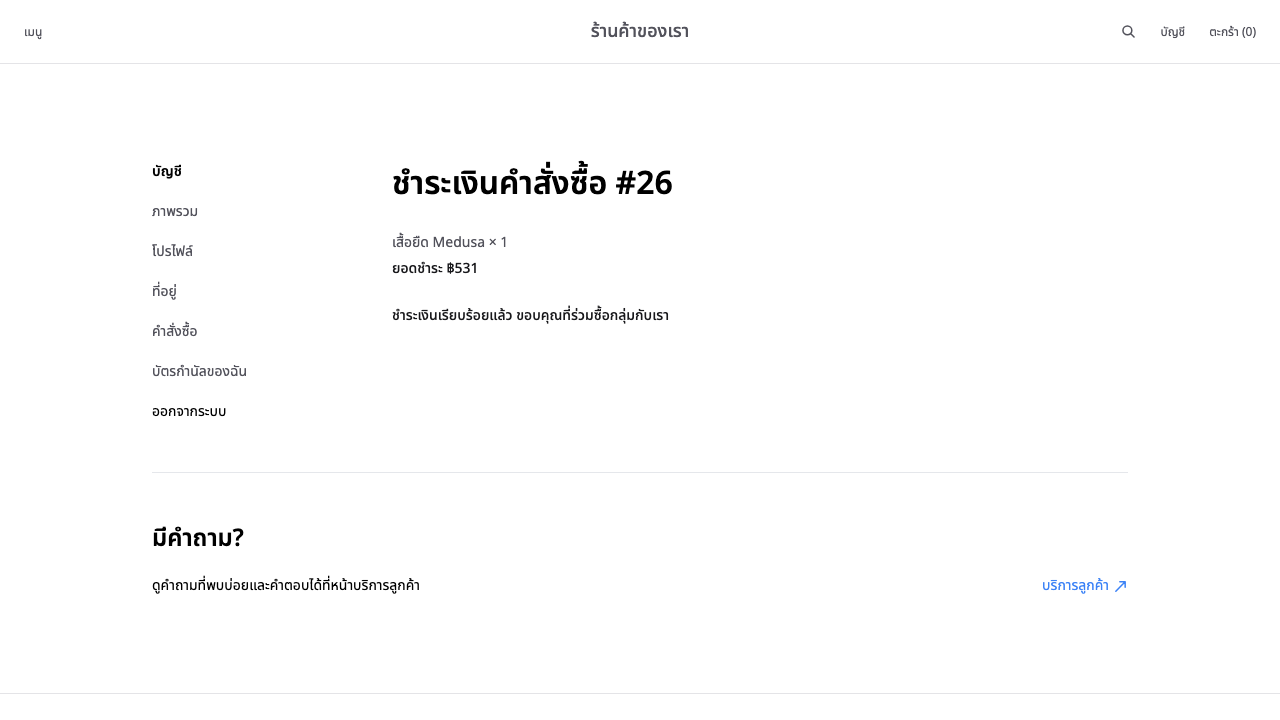 เมนู
ร้านค้าของเรา
บัญชี
ตะกร้า (0)
บัญชี
ภาพรวม
โปรไฟล์
ที่อยู่
คำสั่งซื้อ
บัตรกำนัลของฉัน
ออกจากระบบ
ชำระเงินคำสั่งซื้อ #26
เสื้อยืด Medusa × 1
ยอดชำระ ฿531
ชำระเงินเรียบร้อยแล้ว ขอบคุณที่ร่วมซื้อกลุ่มกับเรา
มีคำถาม?
ดูคำถามที่พบบ่อยและคำตอบได้ที่หน้าบริการลูกค้า
บริการลูกค้า